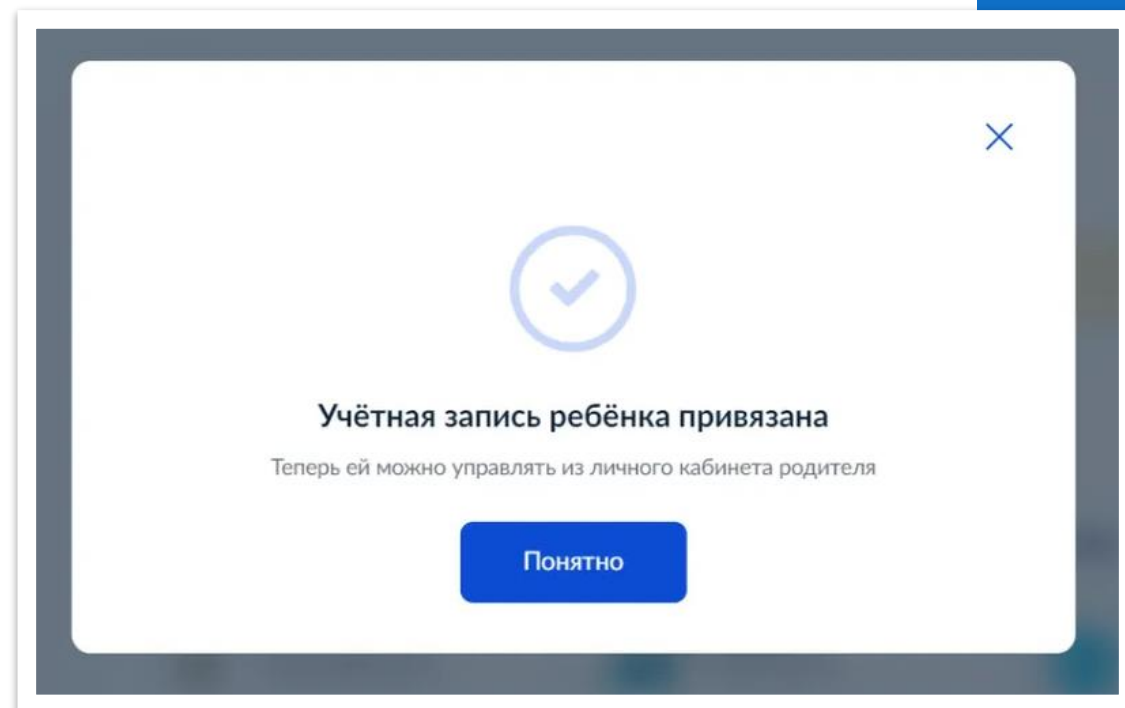 Учётная запись ребёнка привязана
Теперь ей можно управлять из личного кабинета родителя
Понятно